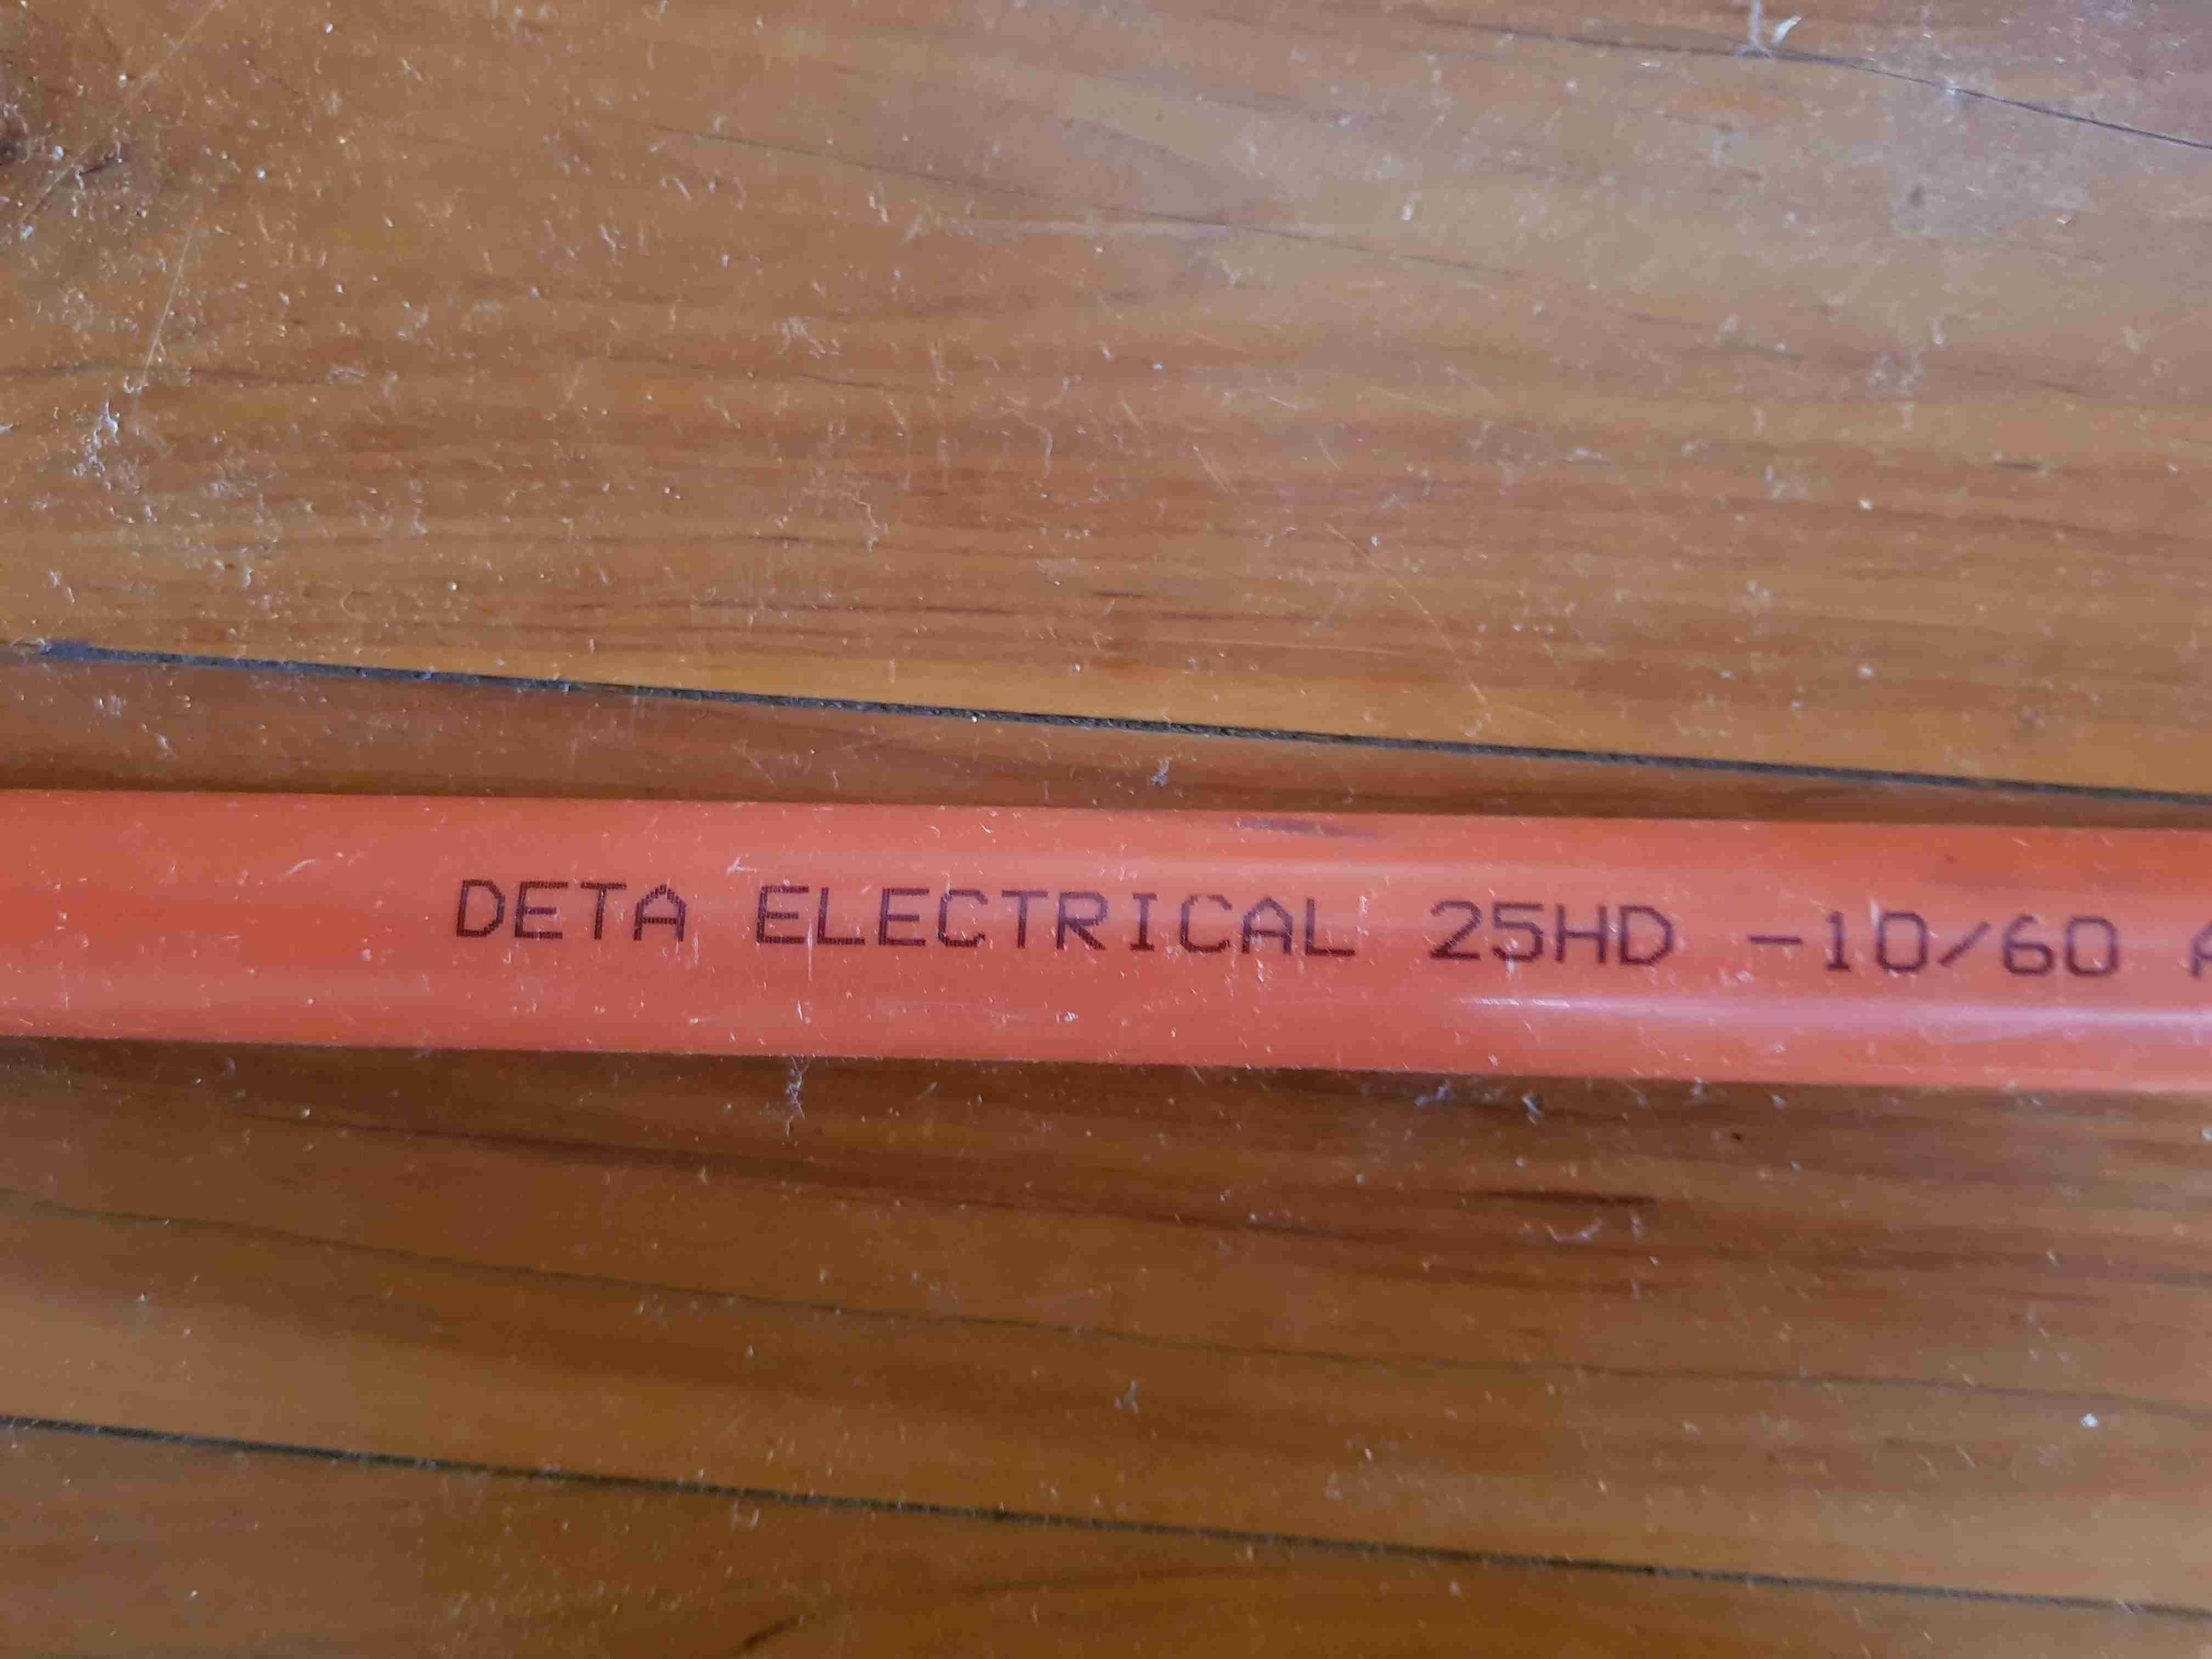 DETA ELECTRICAL 25HD -10/60 A